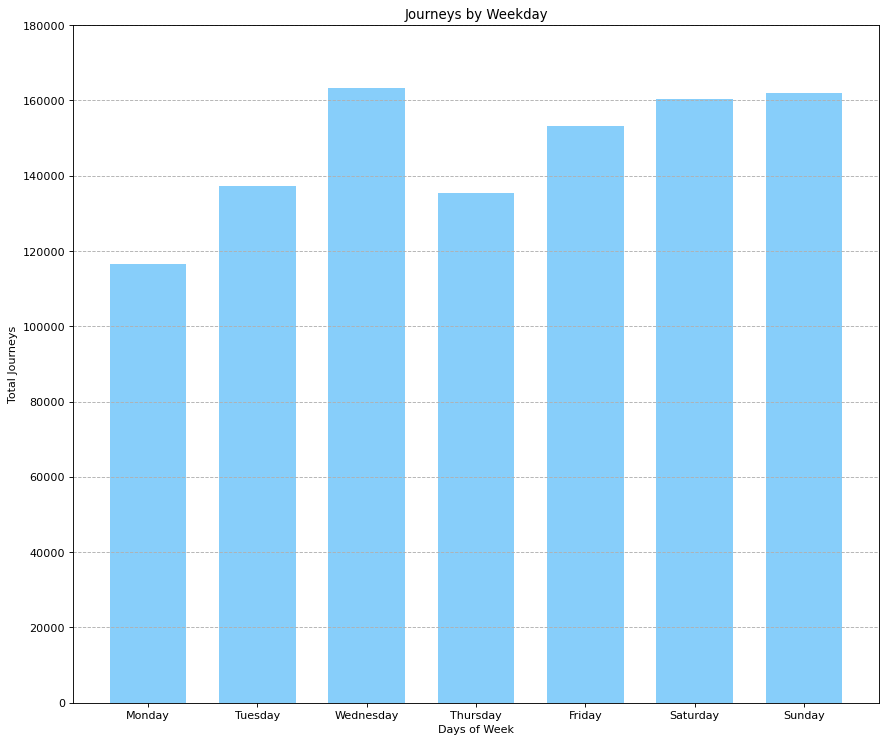 Journeys by Weekday
180000
160000
140000
120000
100000
80000
60000
40000
20000
0
Total Journeys
Monday Tuesday Wednesday Thursday Friday Saturday Sunday
Days of Week